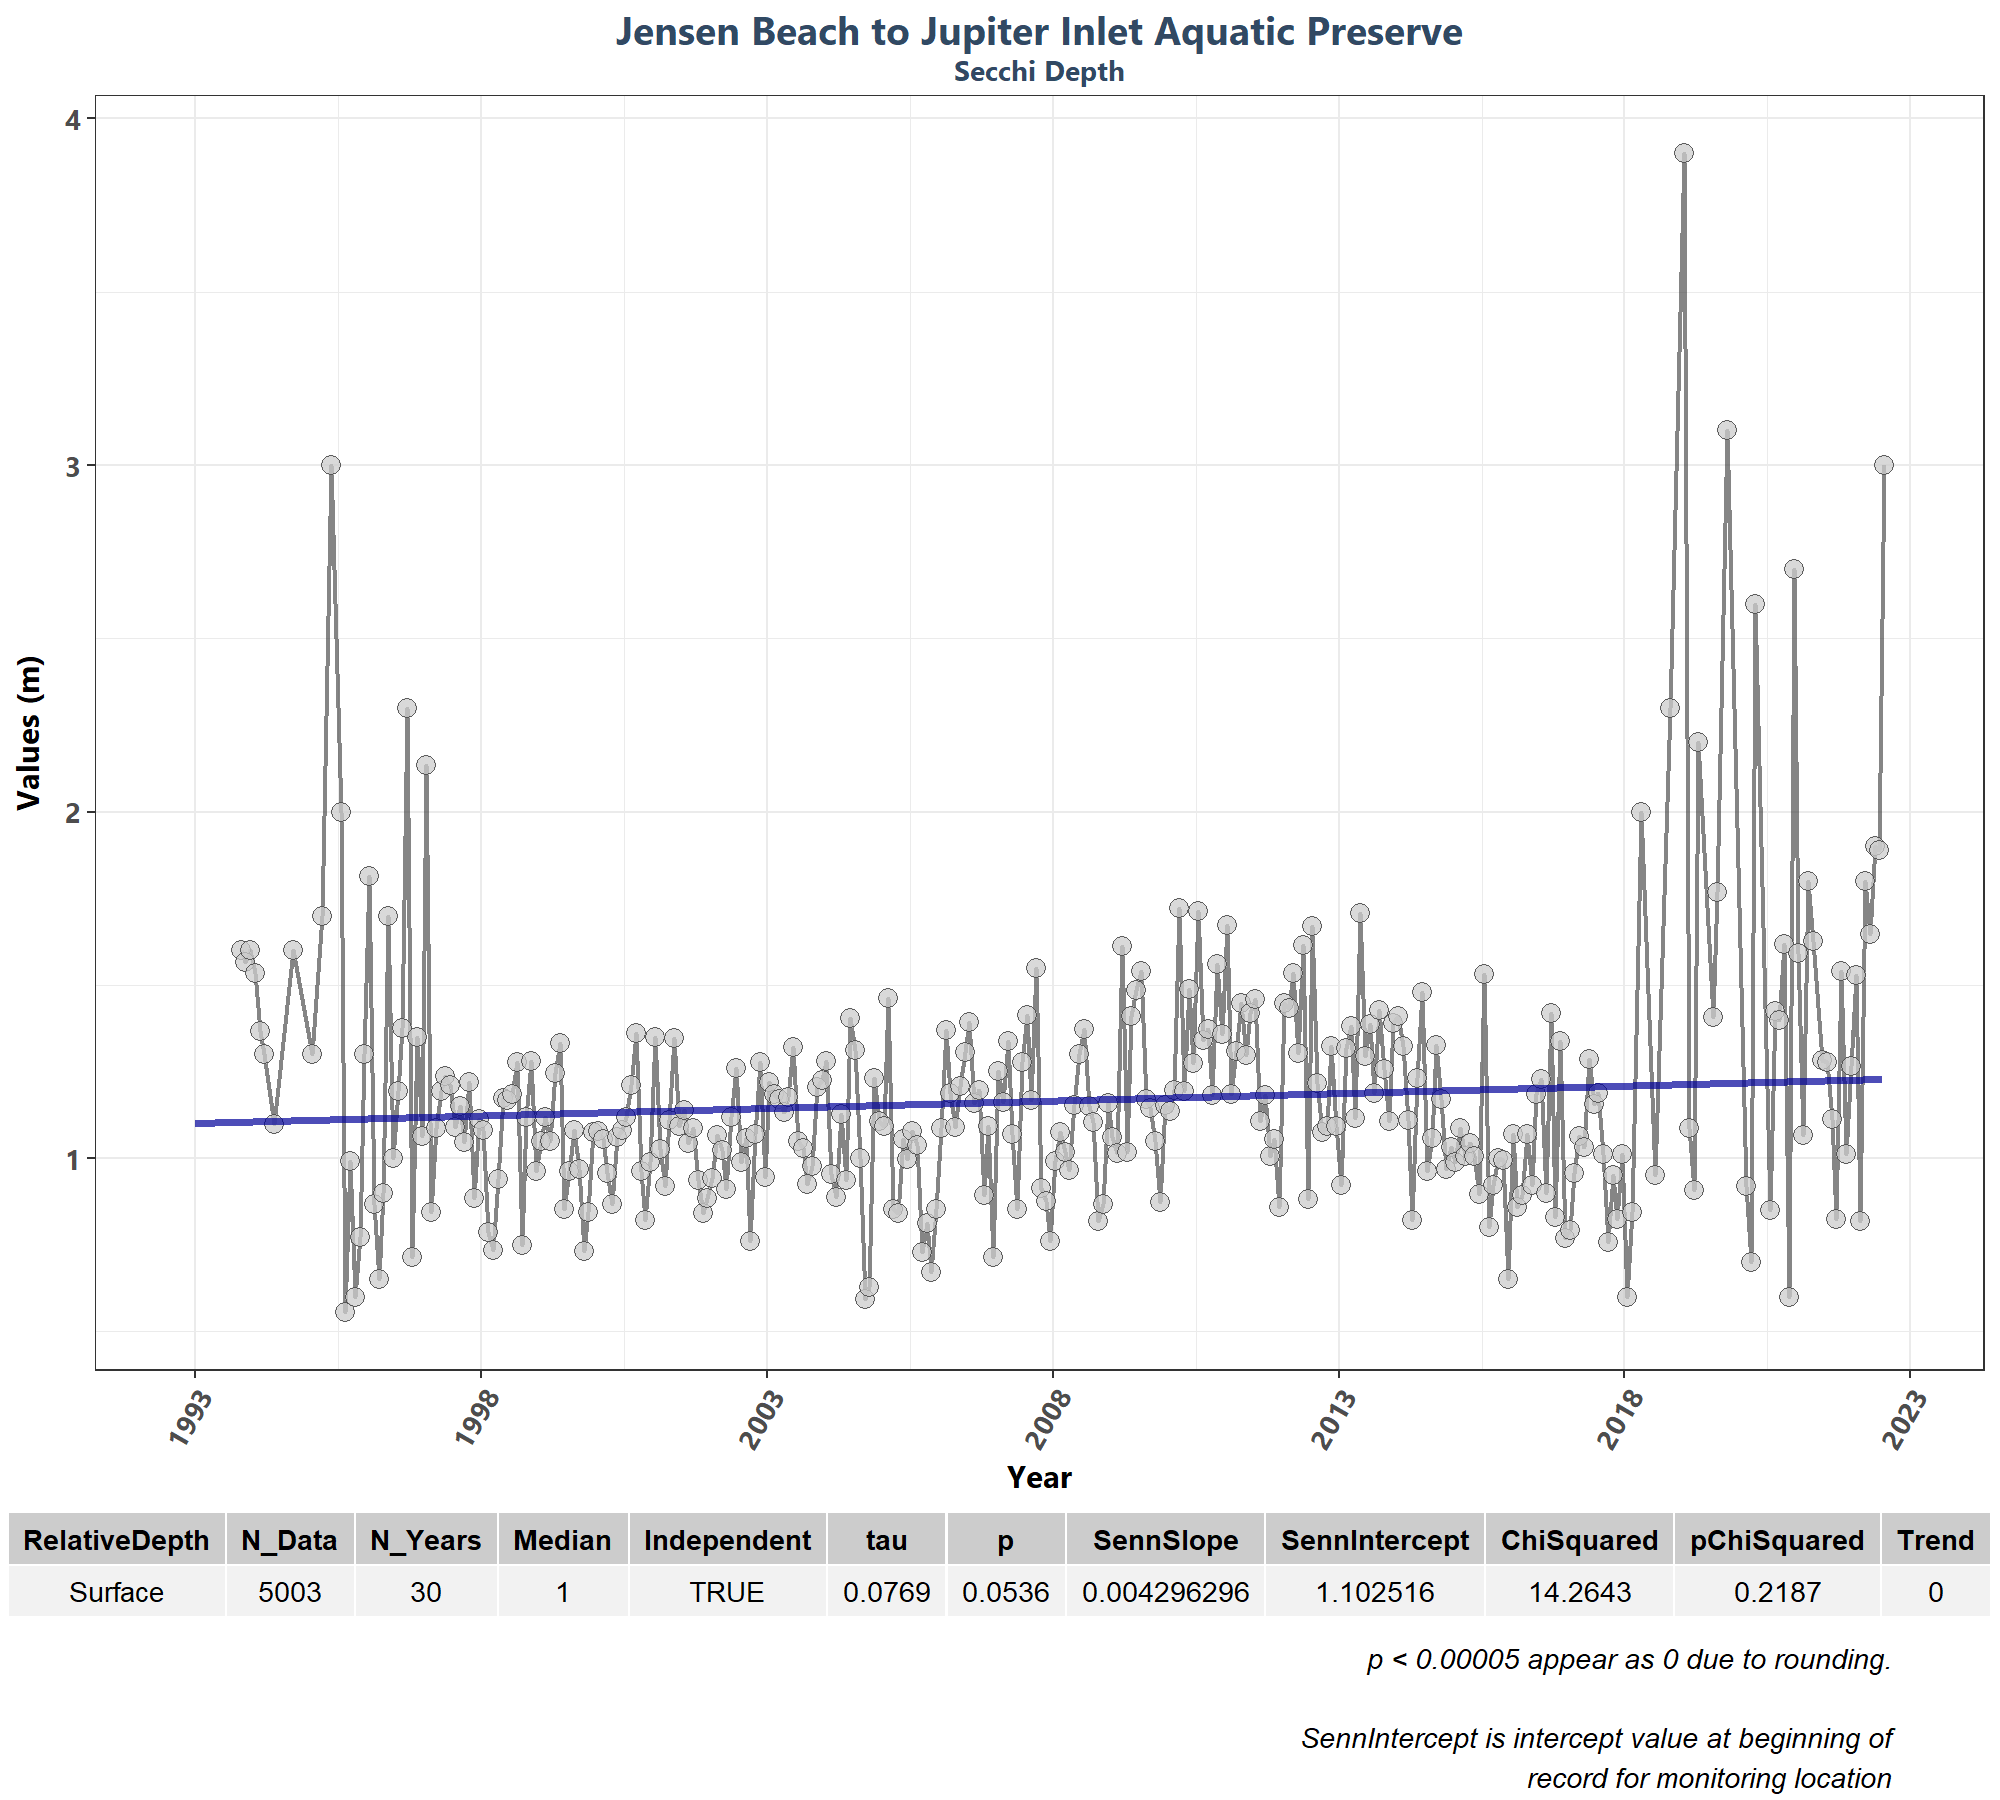 Jensen Beach to Jupiter Inlet Aquatic Preserve
Secchi Depth
4
3
2
1
Values (m)
1993 1998 2003 2008 2013 2018 2023
Year
RelativeDepth N_Data N_Years Median Independent tau p SennSlope SennIntercept ChiSquared pChiSquared Trend
Surface 5003 30 1 TRUE 0.0769 0.0536 0.004296296 1.102516 14.2643 0.2187 0
p < 0.00005 appear as 0 due to rounding.
SennIntercept is intercept value at beginning of
record for monitoring location